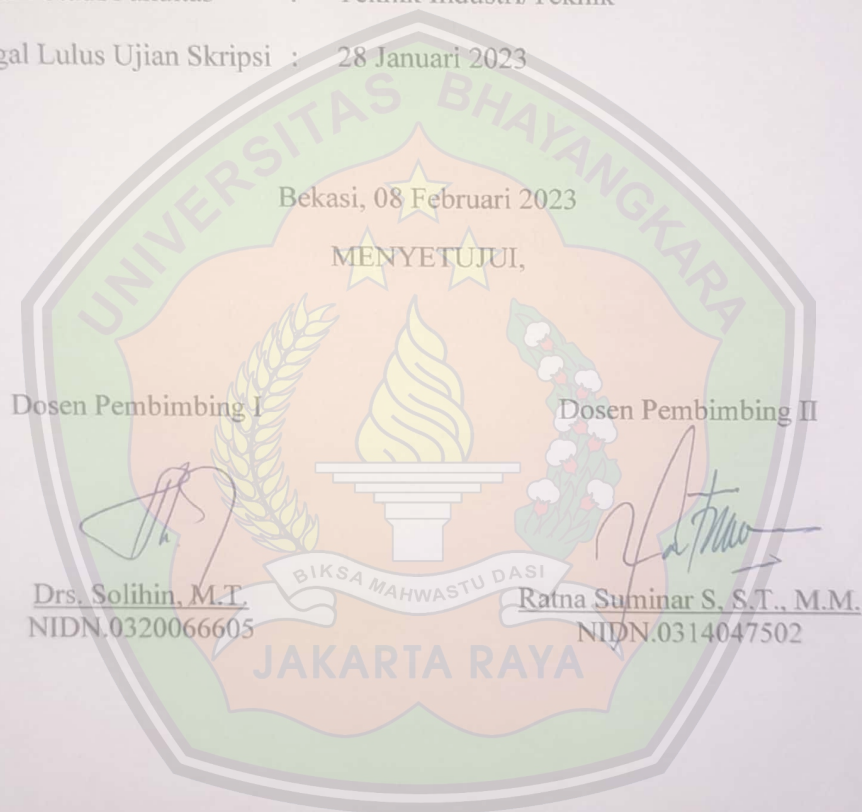 : Teknik Industri/Teknik
gal Lulus Ujian Skripsi : 28 Januari 2023
UNIVERSITAS BHAYANGKARA
Bekasi, 08 Februari 2023
MENYETUJUI,
Dosen Pembimbing I Dosen Pembimbing II
BIKSA MAHWASTU DASI
Drs. Solihin, M.T. Ratna Suminar S, S.T., M.M.
NIDN.0320066605 NIDN.0314047502
JAKARTA RAYA